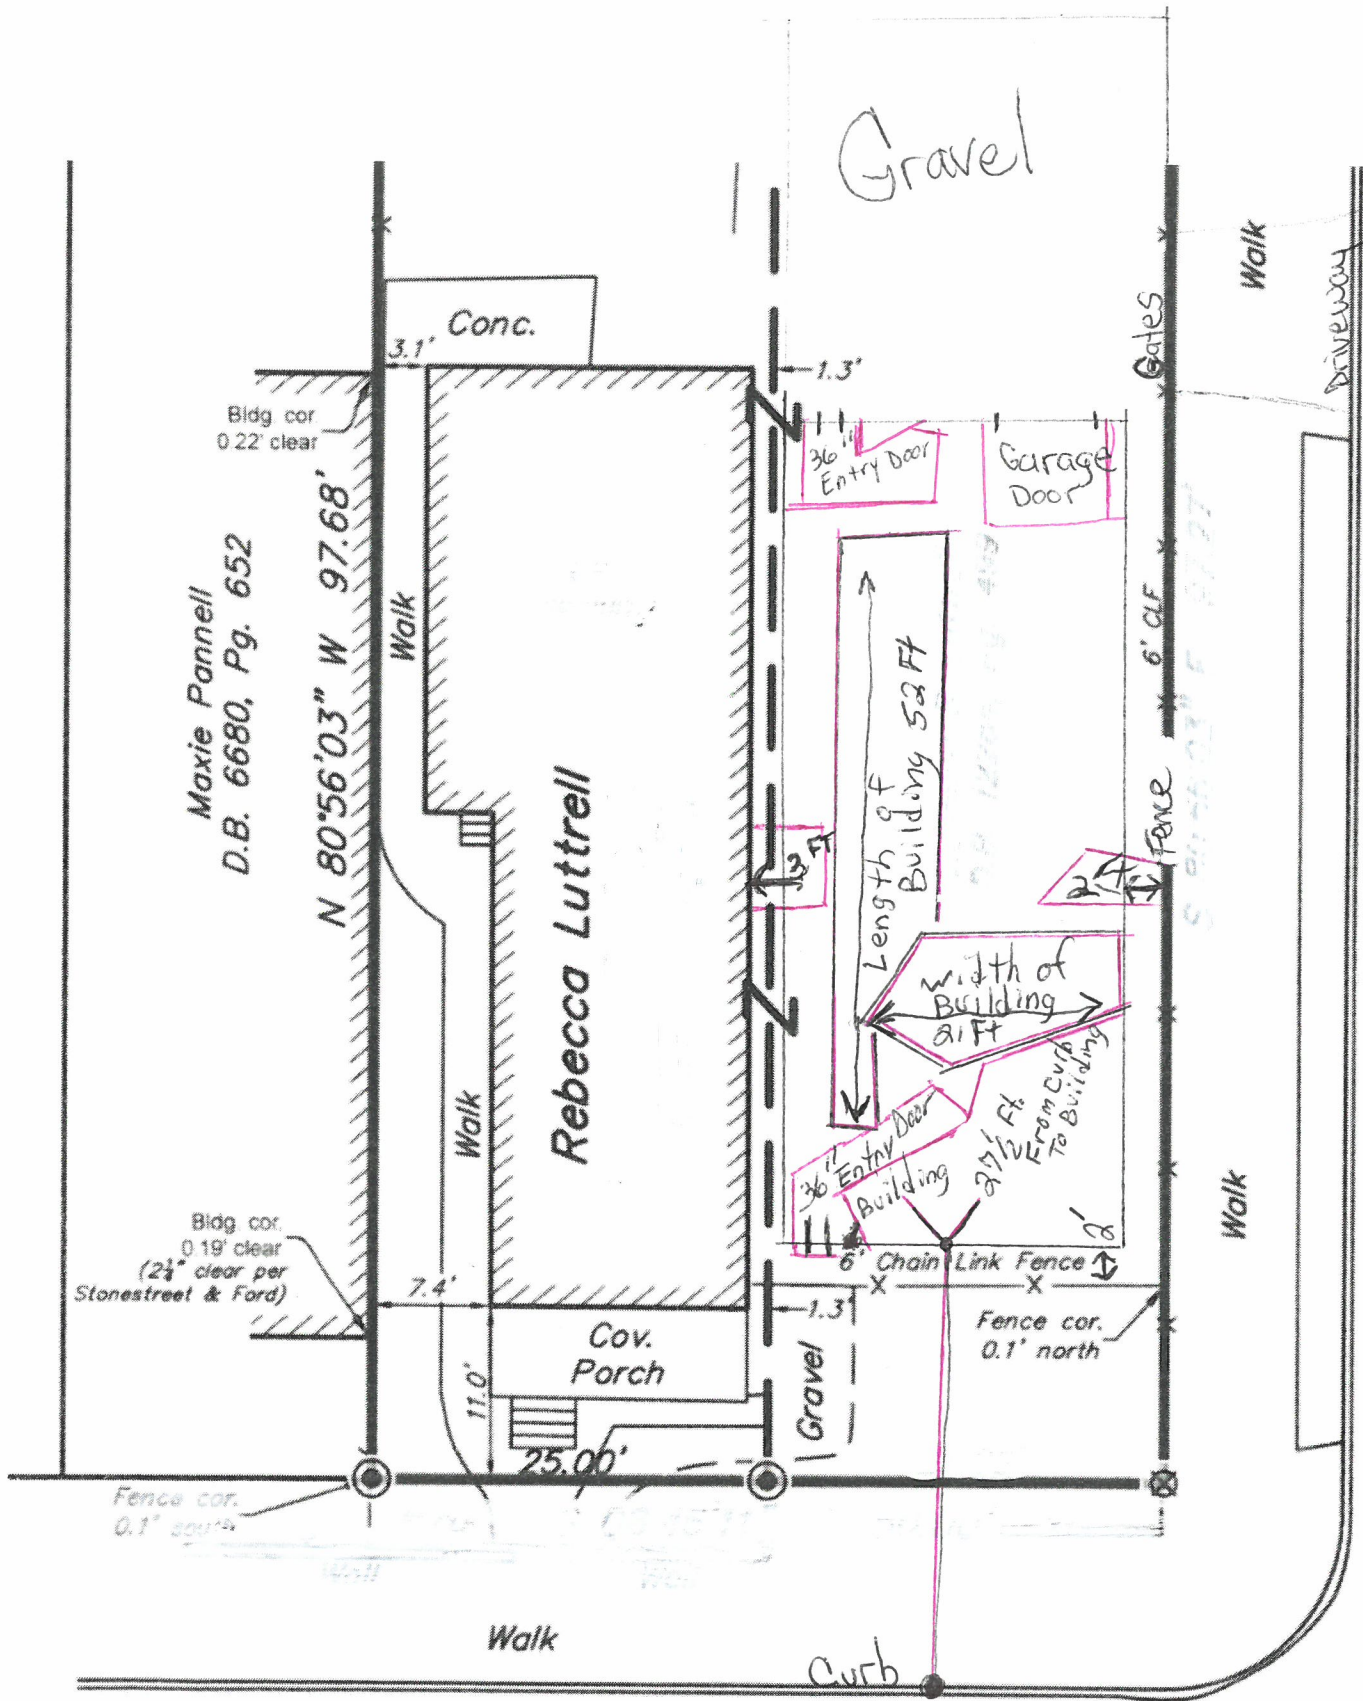 Gravel
Walk
Driveway
Gates
Conc.
3.1'
1.3'
Bldg. cor
0.22' clear
36"
Entry Door
Garage
Door
Maxie Pannell
D.B. 6680, Pg. 652
N 80°56'03" W 97.68'
Walk
6' CLF
Length of
Building 52 Ft
Rebecca Luttrell
3 FT
Fence
2 ft
Width of
Building
21 Ft
Walk
36" Entry Door
Building
27 1/2 Ft.
From Curb
To Building
Walk
Bldg. cor.
0.19' clear
(2¾" clear per
Stonestreet & Ford)
2'
6' Chain Link Fence
7.4'
1.3'
Fence cor.
0.1' north
Cov.
Porch
Gravel
11.0'
25.00'
Fence cor.
0.1' south
Wall
Walk
Curb